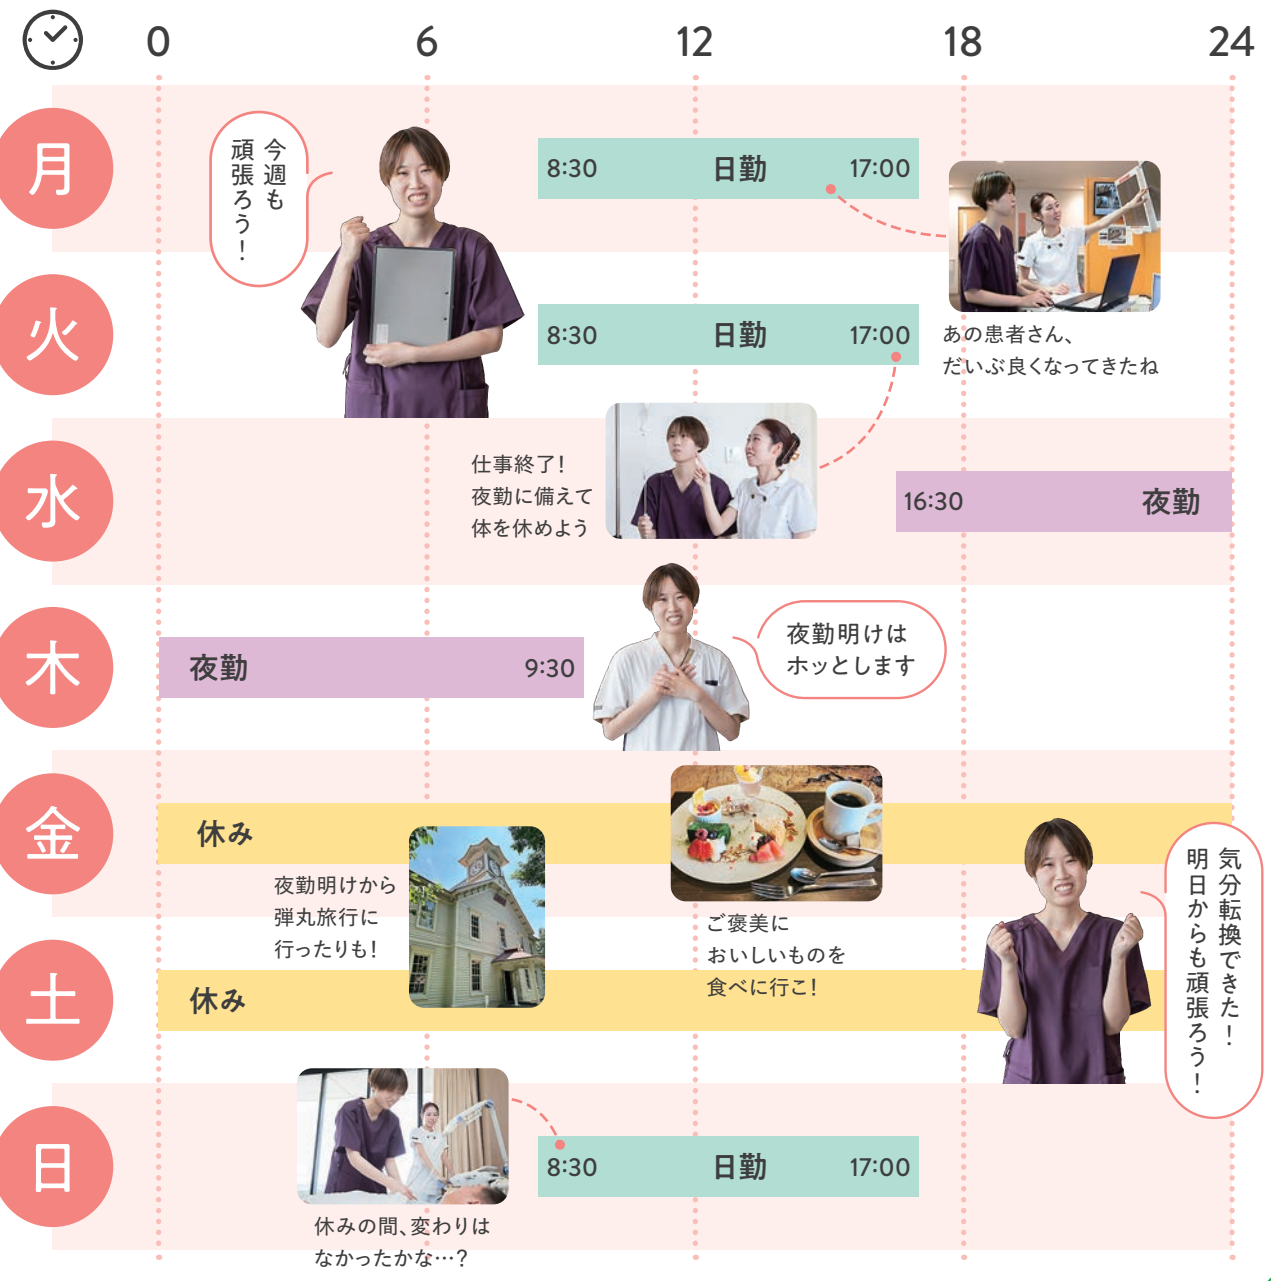 0 6 12 18 24
月
今週も
頑張ろう！
8:30 日勤 17:00
あの患者さん、
だいぶ良くなってきたね
火
8:30 日勤 17:00
仕事終了！
夜勤に備えて
体を休めよう
水
16:30 夜勤
木
夜勤 9:30
夜勤明けは
ホッとします
金
休み
夜勤明けから
弾丸旅行に
行ったりも！
ご褒美に
おいしいものを
食べに行こ！
気分転換できた！
明日からも頑張ろう！
土
休み
日
8:30 日勤 17:00
休みの間、変わりは
なかったかな…？